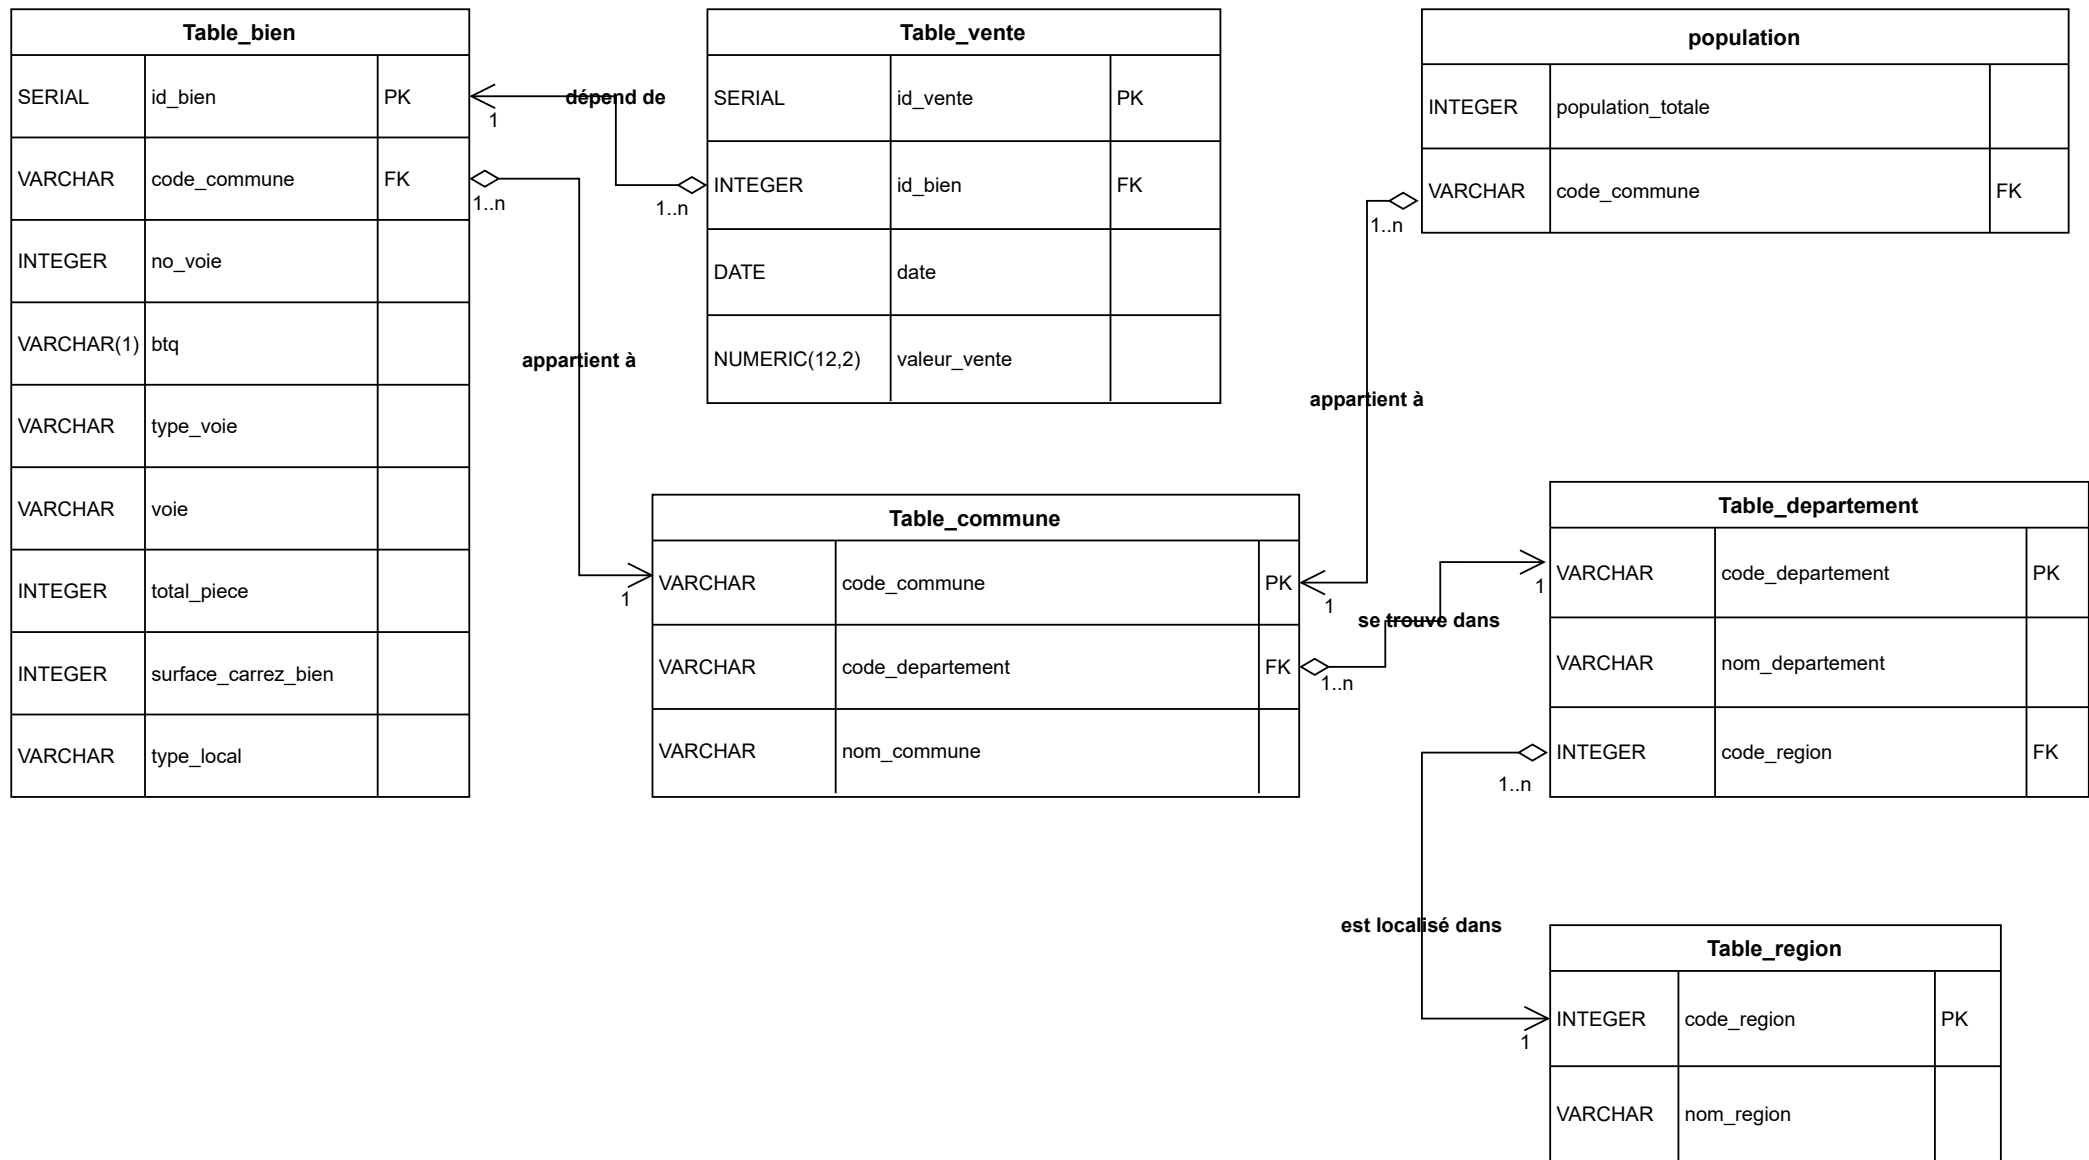 Table_bien
SERIAL id_bien PK
VARCHAR code_commune FK
INTEGER no_voie
VARCHAR(1) btq
VARCHAR type_voie
VARCHAR voie
INTEGER total_piece
INTEGER surface_carrez_bien
VARCHAR type_local
dépend de
1
1..n
1..n
appartient à
1
Table_vente
SERIAL id_vente PK
INTEGER id_bien FK
DATE date
NUMERIC(12,2) valeur_vente
population
INTEGER population_totale
VARCHAR code_commune FK
1..n
appartient à
1
Table_commune
VARCHAR code_commune PK
VARCHAR code_departement FK
VARCHAR nom_commune
se trouve dans
1..n
1
Table_departement
VARCHAR code_departement PK
VARCHAR nom_departement
INTEGER code_region FK
1..n
est localisé dans
1
Table_region
INTEGER code_region PK
VARCHAR nom_region